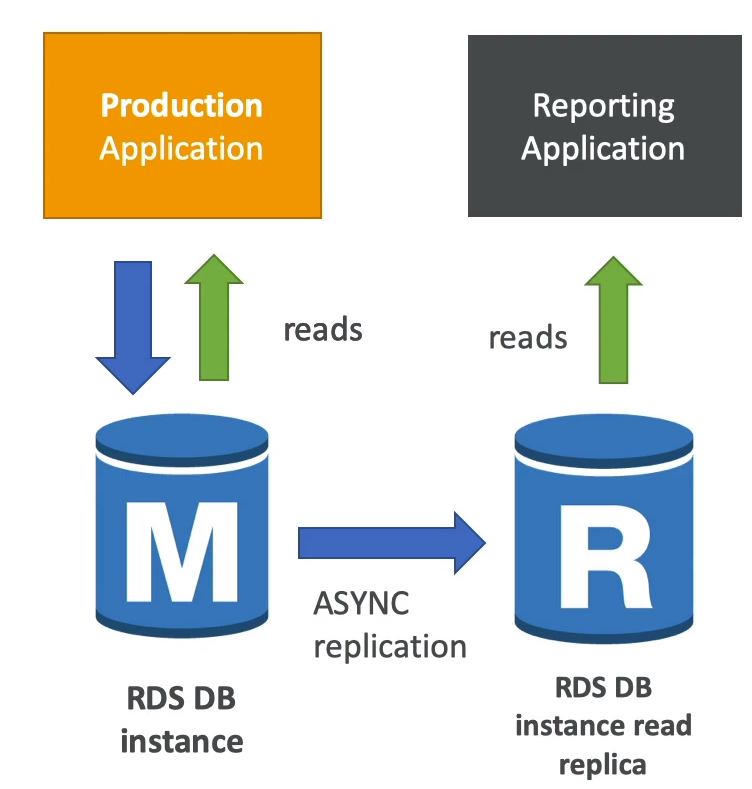 Production
Application
Reporting
Application
reads
reads
M
R
ASYNC
replication
RDS DB
instance
RDS DB
instance read
replica